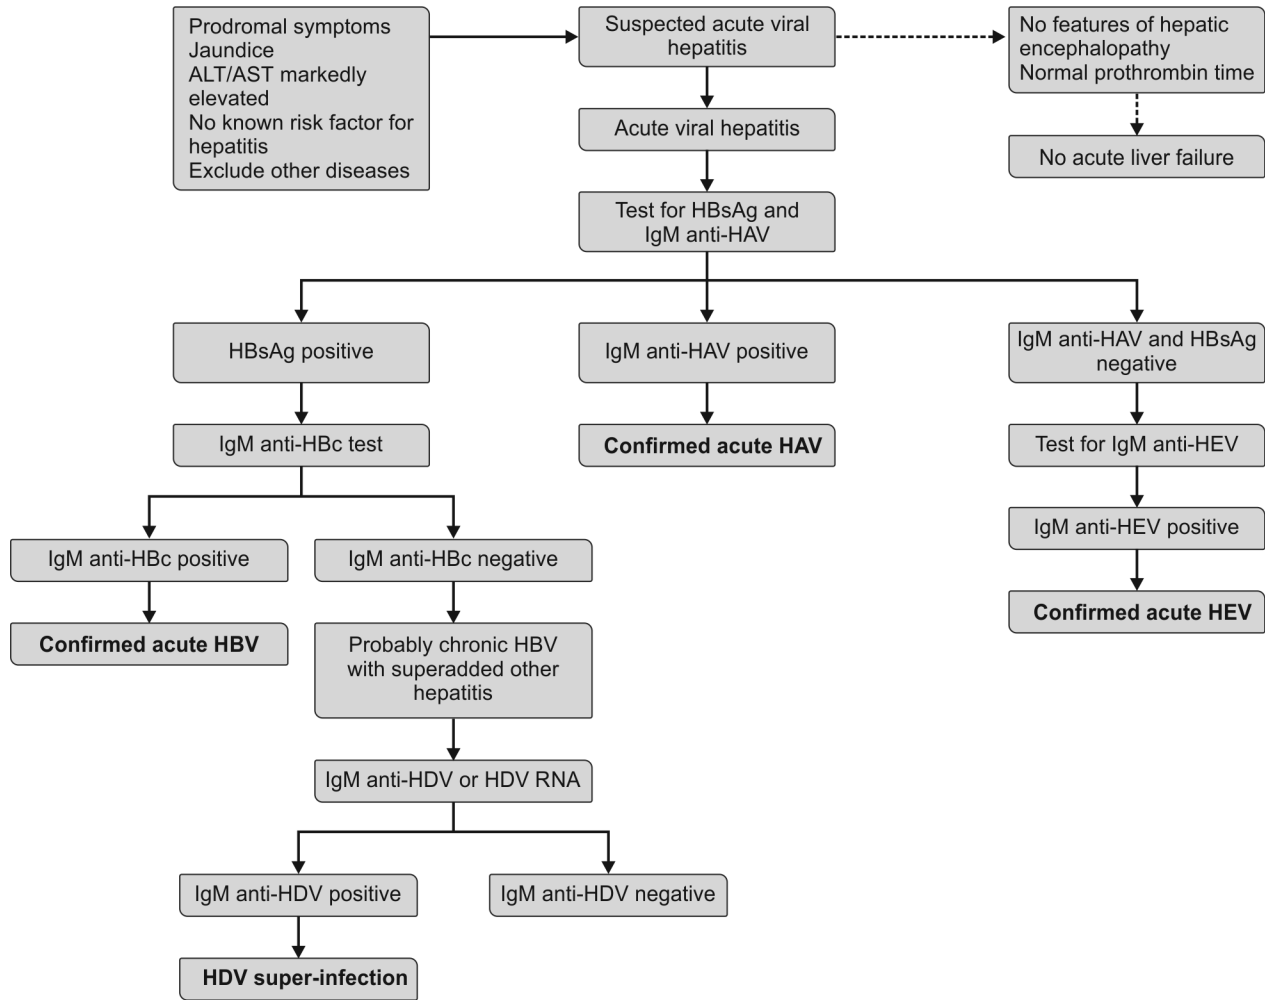 Prodromal symptoms
Jaundice
ALT/AST markedly
elevated
No known risk factor for
hepatitis
Exclude other diseases
Suspected acute viral
hepatitis
No features of hepatic
encephalopathy
Normal prothrombin time
Acute viral hepatitis
No acute liver failure
Test for HBsAg and
IgM anti-HAV
HBsAg positive
IgM anti-HAV positive
IgM anti-HAV and HBsAg
negative
IgM anti-HBc test
Confirmed acute HAV
Test for IgM anti-HEV
IgM anti-HBc positive
IgM anti-HBc negative
IgM anti-HEV positive
Confirmed acute HBV
Probably chronic HBV
with superadded other
hepatitis
Confirmed acute HEV
IgM anti-HDV or HDV RNA
IgM anti-HDV positive
IgM anti-HDV negative
HDV super-infection